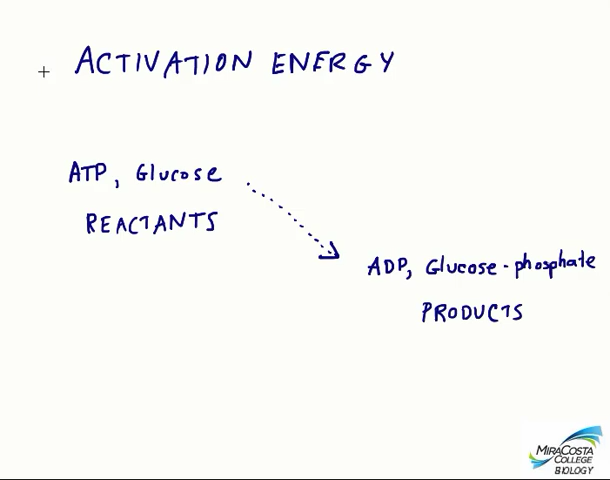 ACTIVATION ENERGY
ATP, Glucose
REACTANTS
ADP, Glucose-phosphate
PRODUCTS
MIRACOSTA
COLLEGE
BIOLOGY